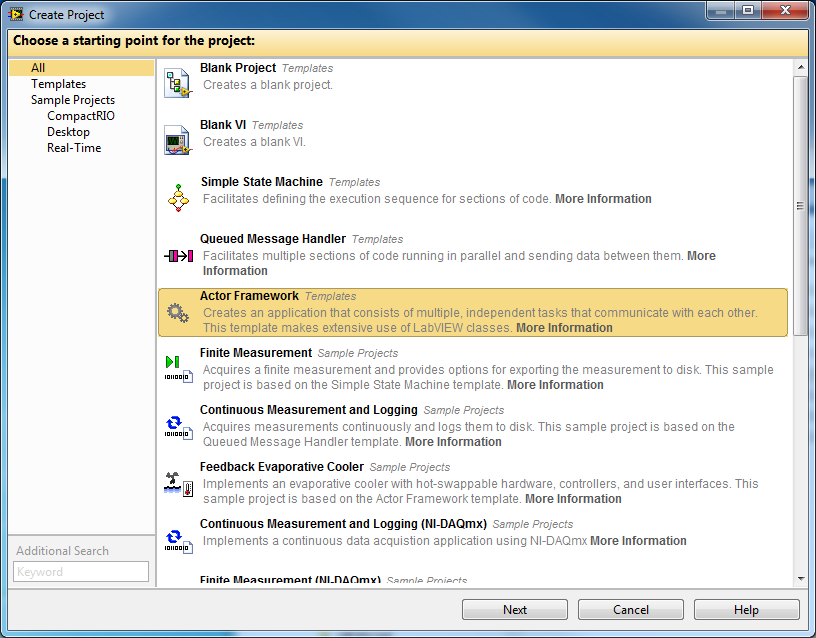 Create Project
Choose a starting point for the project:
All
Templates
Sample Projects
CompactRIO
Desktop
Real-Time
Blank Project Templates
Creates a blank project.
Blank VI Templates
Creates a blank VI.
Simple State Machine Templates
Facilitates defining the execution sequence for sections of code. More Information
Queued Message Handler Templates
Facilitates multiple sections of code running in parallel and sending data between them. More
Information
Actor Framework Templates
Creates an application that consists of multiple, independent tasks that communicate with each other.
This template makes extensive use of LabVIEW classes. More Information
Finite Measurement Sample Projects
Acquires a finite measurement and provides options for exporting the measurement to disk. This sample
project is based on the Simple State Machine template. More Information
Continuous Measurement and Logging Sample Projects
Acquires measurements continuously and logs them to disk. This sample project is based on the
Queued Message Handler template. More Information
Feedback Evaporative Cooler Sample Projects
Implements an evaporative cooler with hot-swappable hardware, controllers, and user interfaces. This
sample project is based on the Actor Framework template. More Information
Continuous Measurement and Logging (NI-DAQmx) Sample Projects
Implements a continuous data acquistion application using NI-DAQmx More Information
Finite Measurement (NI-DAQmx) Sample Projects
Additional Search
Keyword
Next
Cancel
Help